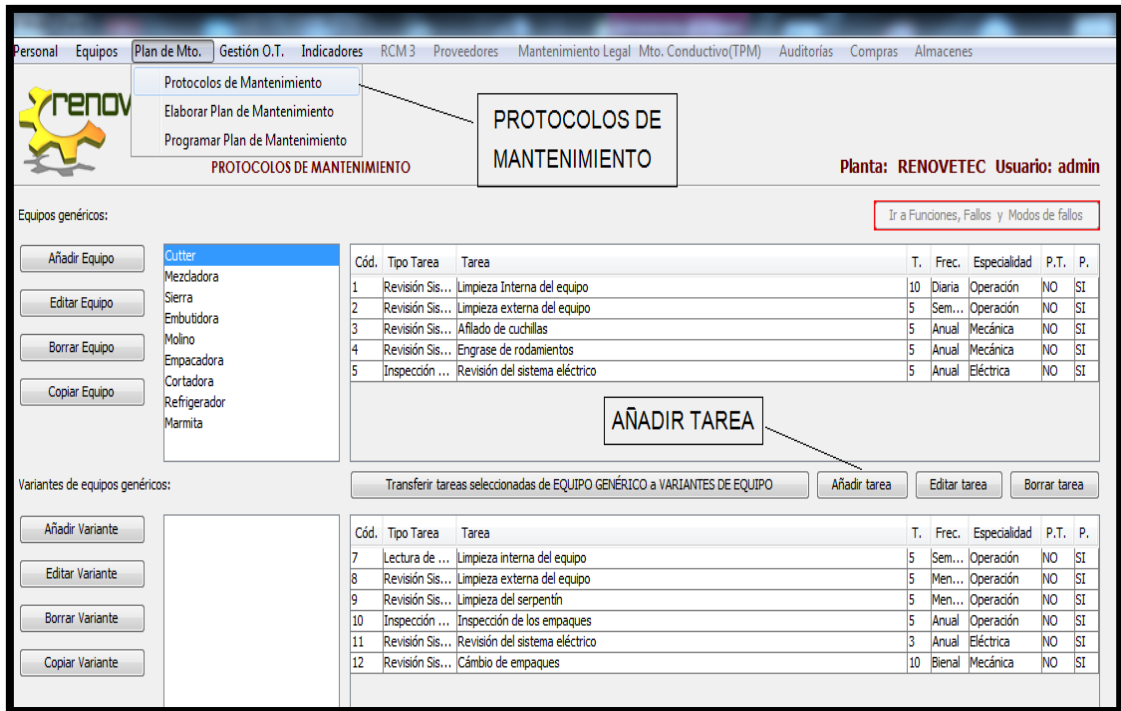 Personal Equipos Plan de Mto. Gestión O.T. Indicadores RCM 3 Proveedores Mantenimiento Legal Mto. Conductivo(TPM) Auditorías Compras Almacenes
Protocolos de Mantenimiento
Elaborar Plan de Mantenimiento
Programar Plan de Mantenimiento
renov
PROTOCOLOS DE
MANTENIMIENTO
PROTOCOLOS DE MANTENIMIENTO
Planta: RENOVETEC Usuario: admin
Equipos genéricos:
Ir a Funciones, Fallos y Modos de fallos
Añadir Equipo
Editar Equipo
Borrar Equipo
Copiar Equipo
Cutter
Mezcladora
Sierra
Embutidora
Molino
Empacadora
Cortadora
Refrigerador
Marmita
Cód. Tipo Tarea Tarea T. Frec. Especialidad P.T. P.
1 Revisión Sis... Limpieza Interna del equipo 10 Diaria Operación NO SI
2 Revisión Sis... Limpieza externa del equipo 5 Sem... Operación NO SI
3 Revisión Sis... Afilado de cuchillas 5 Anual Mecánica NO SI
4 Revisión Sis... Engrase de rodamientos 5 Anual Mecánica NO SI
5 Inspección ... Revisión del sistema eléctrico 5 Anual Eléctrica NO SI
AÑADIR TAREA
Variantes de equipos genéricos:
Transferir tareas seleccionadas de EQUIPO GENÉRICO a VARIANTES DE EQUIPO Añadir tarea Editar tarea Borrar tarea
Añadir Variante
Editar Variante
Borrar Variante
Copiar Variante
Cód. Tipo Tarea Tarea T. Frec. Especialidad P.T. P.
7 Lectura de ... Limpieza interna del equipo 5 Sem... Operación NO SI
8 Revisión Sis... Limpieza externa del equipo 5 Men... Operación NO SI
9 Revisión Sis... Limpieza del serpentín 5 Men... Operación NO SI
10 Inspección ... Inspección de los empaques 5 Anual Operación NO SI
11 Revisión Sis... Revisión del sistema eléctrico 3 Anual Eléctrica NO SI
12 Revisión Sis... Cámbio de empaques 10 Bienal Mecánica NO SI